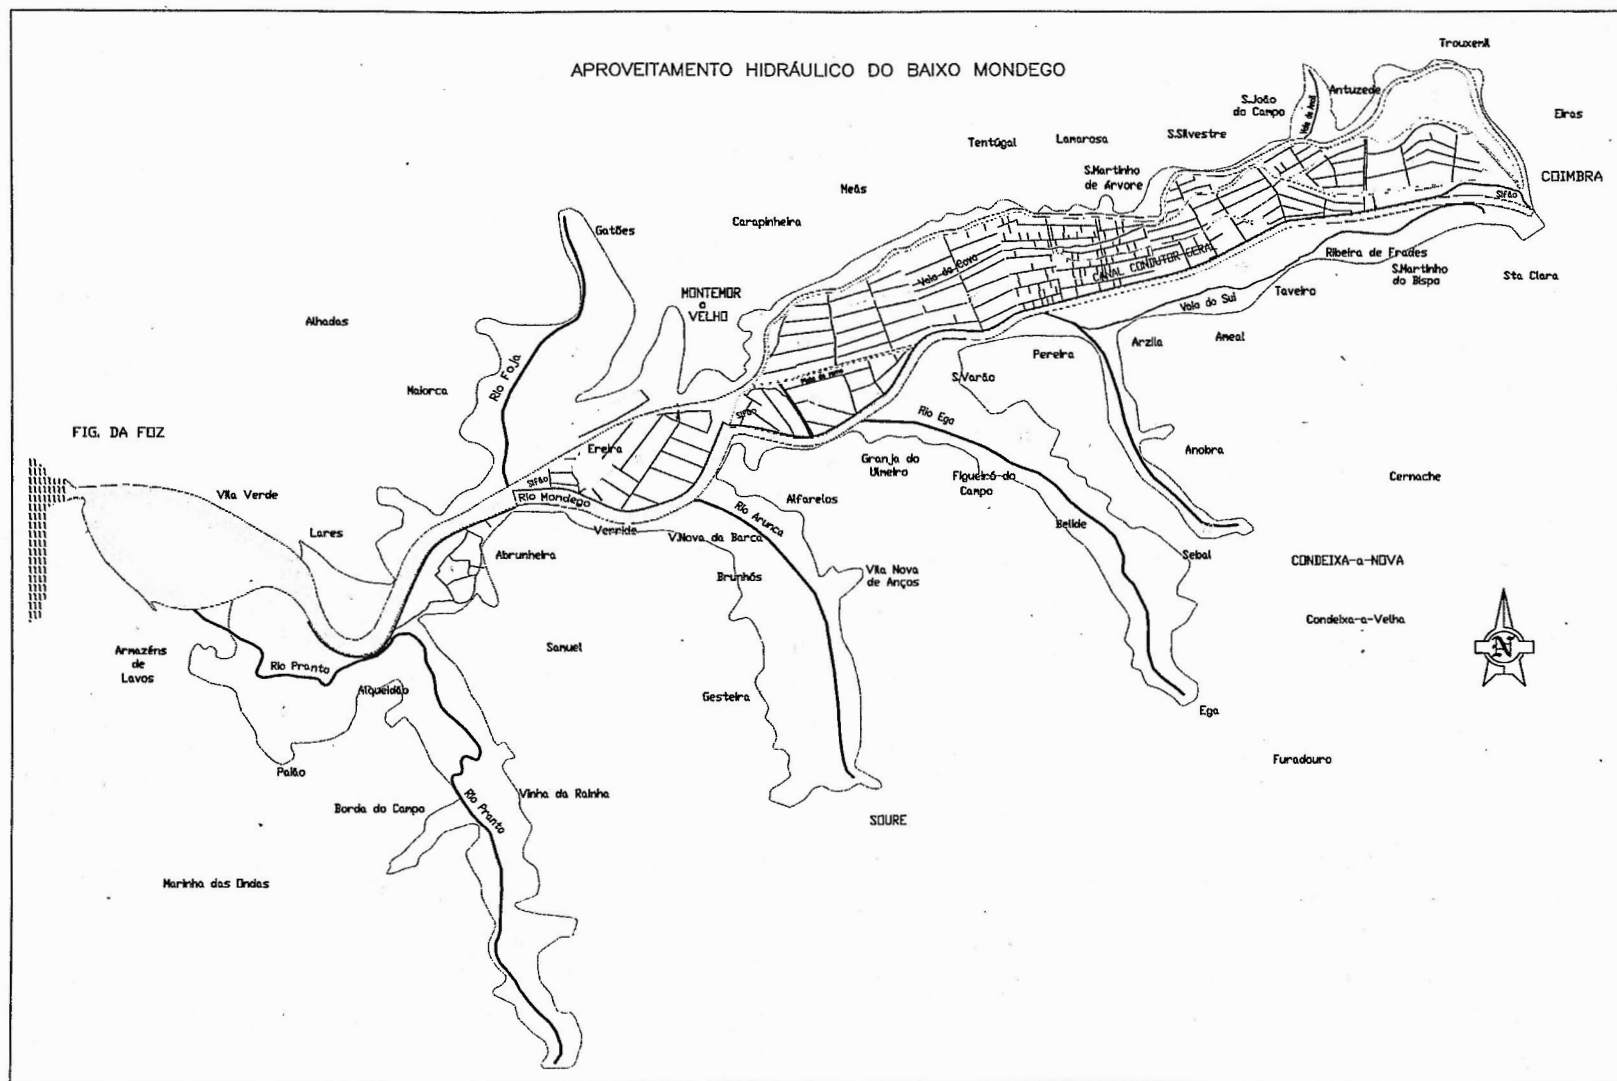 APROVEITAMENTO HIDRÁULICO DO BAIXO MONDEGO
Trouxemil
Antuzede
S.João
do Campo
Vala de Ançã
Eiras
S.Silvestre
Lamarosa
Tentúgal
S.Martinho
de Árvore
COIMBRA
Sifão
Meãs
Carapinheira
Gatões
Ribeira de Frades
S.Martinho
do Bispo
Sta Clara
CANAL CONDUTOR GERAL
Vala da Cova
Taveiro
Vala do Sul
Ameal
Arzila
Pereira
MONTEMOR
o
VELHO
Alhadas
S.Varão
Rio Foja
Maiorca
Sifão
Rio Ega
FIG. DA FOZ
Ereira
Granja do
Ulmeiro
Figueiró-do
Campo
Anobra
Cernache
Sifão
Rio Mondego
Vila Verde
Alfarelos
Rio Arunca
Belide
Lares
Verride
V.Nova da Barca
Abrunheira
Sebal
CONDEIXA-a-NOVA
Brunhós
Vila Nova
de Anços
Condeixa-a-Velha
N
Armazéns
de
Lavos
Rio Pranto
Samuel
Alqueidão
Gesteira
Ega
Furadouro
Paião
Borda do Campo
Rio Pranto
Vinha da Rainha
SOURE
Marinha das Ondas